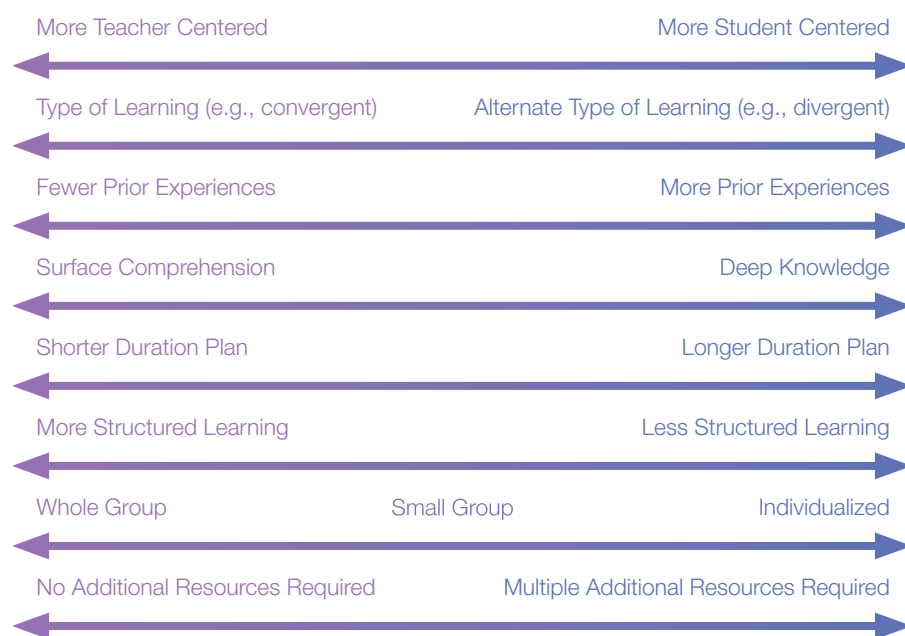 More Teacher Centered More Student Centered
Type of Learning (e.g., convergent) Alternate Type of Learning (e.g., divergent)
Fewer Prior Experiences More Prior Experiences
Surface Comprehension Deep Knowledge
Shorter Duration Plan Longer Duration Plan
More Structured Learning Less Structured Learning
Whole Group Small Group Individualized
No Additional Resources Required Multiple Additional Resources Required